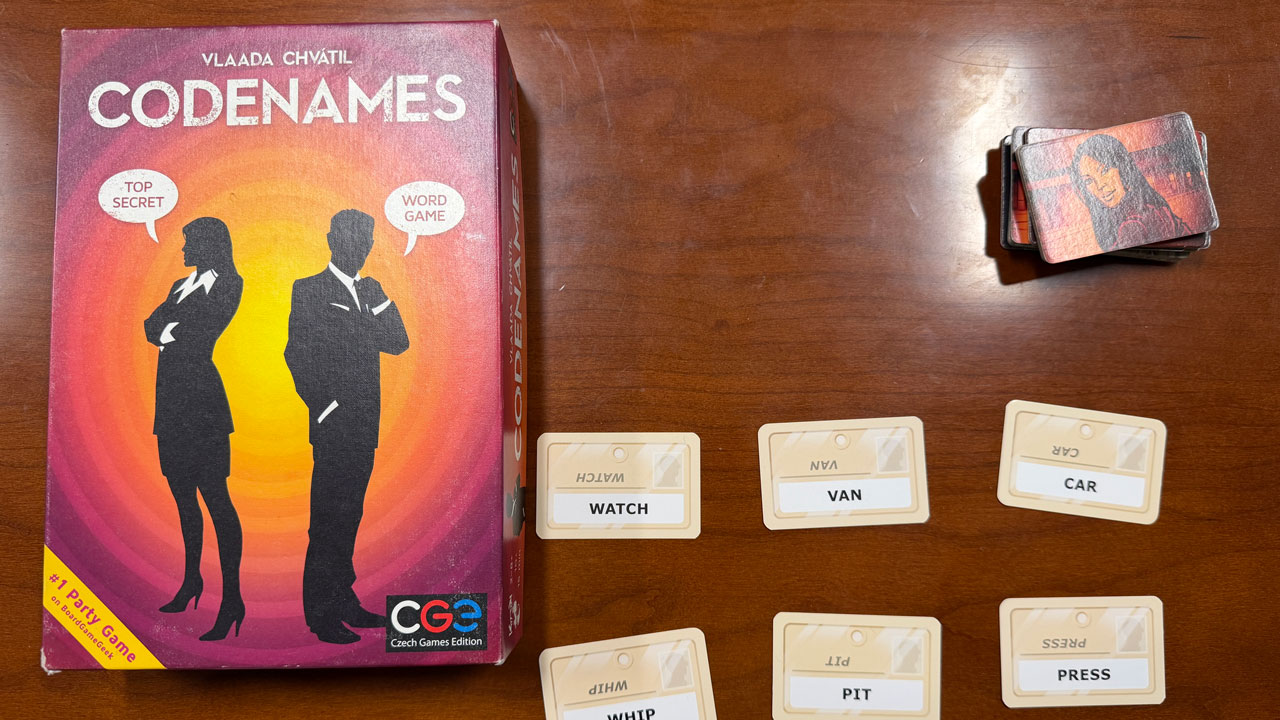 VLAADA CHVÁTIL
CODENAMES
TOP
SECRET
WORD
GAME
#1 Party Game
on BoardGameGeek
CGE
Czech Games Edition
VLAADA CHVÁTIL
CODENAMES
WATCH
WATCH
VAN
VAN
CAR
CAR
WHIP
WHIP
PIT
PIT
PRESS
PRESS